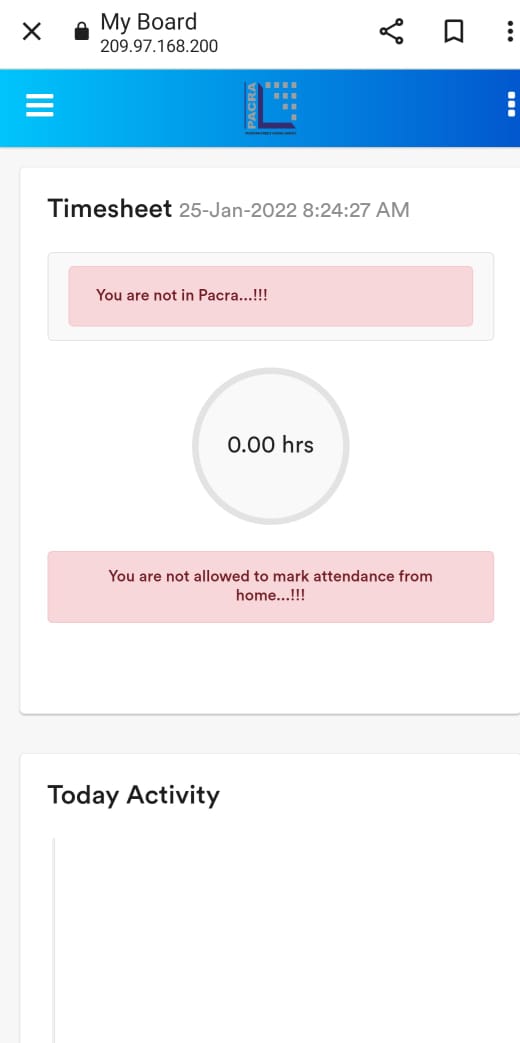 My Board
209.97.168.200
PACRA
Timesheet 25-Jan-2022 8:24:27 AM
You are not in Pacra...!!!
0.00 hrs
You are not allowed to mark attendance from
home...!!!
Today Activity